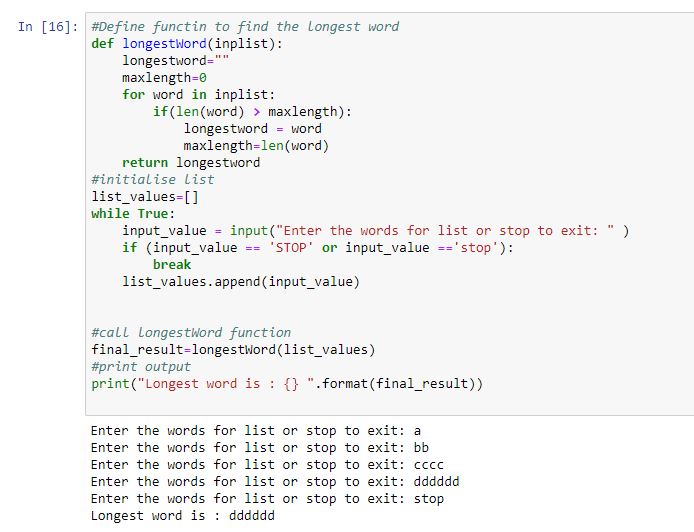 In [16]: #Define functin to find the longest word
def longestWord(inplist):
    longestword=""
    maxlength=0
    for word in inplist:
        if(len(word) > maxlength):
            longestword = word
            maxlength=len(word)
    return longestword
#initialise list
list_values=[]
while True:
    input_value = input("Enter the words for list or stop to exit: " )
    if (input_value == 'STOP' or input_value =='stop'):
        break
    list_values.append(input_value)
#call longestWord function
final_result=longestWord(list_values)
#print output
print("Longest word is : {} ".format(final_result))
Enter the words for list or stop to exit: a
Enter the words for list or stop to exit: bb
Enter the words for list or stop to exit: cccc
Enter the words for list or stop to exit: dddddd
Enter the words for list or stop to exit: stop
Longest word is : dddddd